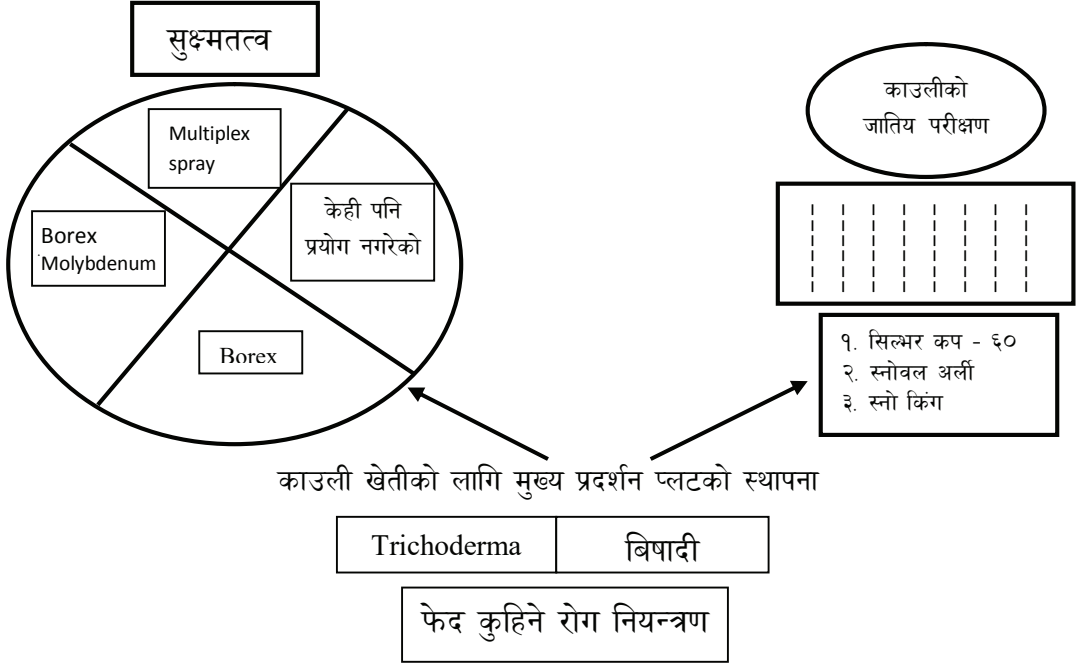 सुक्ष्मतत्व
Multiplex
spray
केही पनि
प्रयोग नगरेको
Borex
Molybdenum
Borex
काउलीको
जातिय परीक्षण
१. सिल्भर कप - ६०
२. स्नोवल अर्ली
३. स्नो किंग
काउली खेतीको लागि मुख्य प्रदर्शन प्लटको स्थापना
Trichoderma बिषादी
फेद कुहिने रोग नियन्त्रण